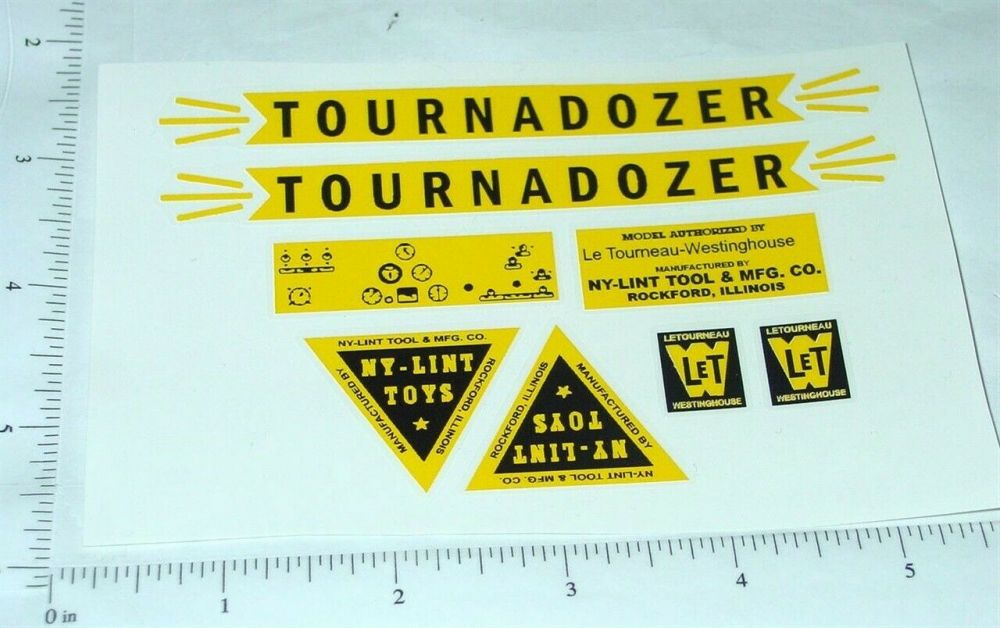 TOURNADOZER
TOURNADOZER
MODEL AUTHORIZED BY
Le Tourneau-Westinghouse
MANUFACTURED BY
NY-LINT TOOL & MFG. CO.
ROCKFORD, ILLINOIS
NY-LINT TOOL & MFG. CO.
MANUFACTURED BY
ROCKFORD, ILLINOIS
NY-LINT
TOYS
ROCKFORD, ILLINOIS
MANUFACTURED BY
NY-LINT
TOYS
NY-LINT TOOL & MFG. CO.
LETOURNEAU
W
LET
WESTINGHOUSE
LETOURNEAU
W
LET
WESTINGHOUSE
2
3
4
5
0 in
1
2
3
4
5